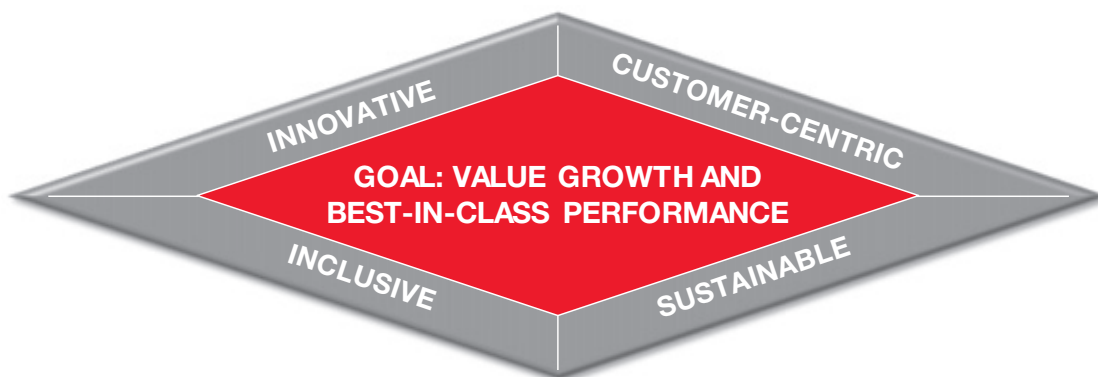 INNOVATIVE
CUSTOMER-CENTRIC
GOAL: VALUE GROWTH AND
BEST-IN-CLASS PERFORMANCE
INCLUSIVE
SUSTAINABLE